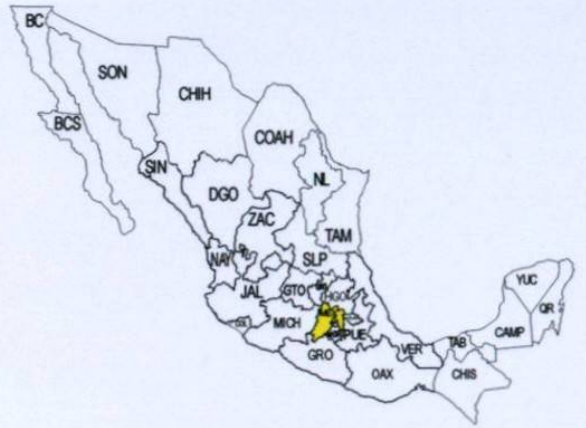 BC
SON
CHIH
COAH
BCS
SIN
NL
DGO
ZAC
TAM
NAY
SLP
YUC
JAL
GTO
HGO
QR
MICH
PUE
CAMP
VER
TAB
GRO
OAX
CHIS